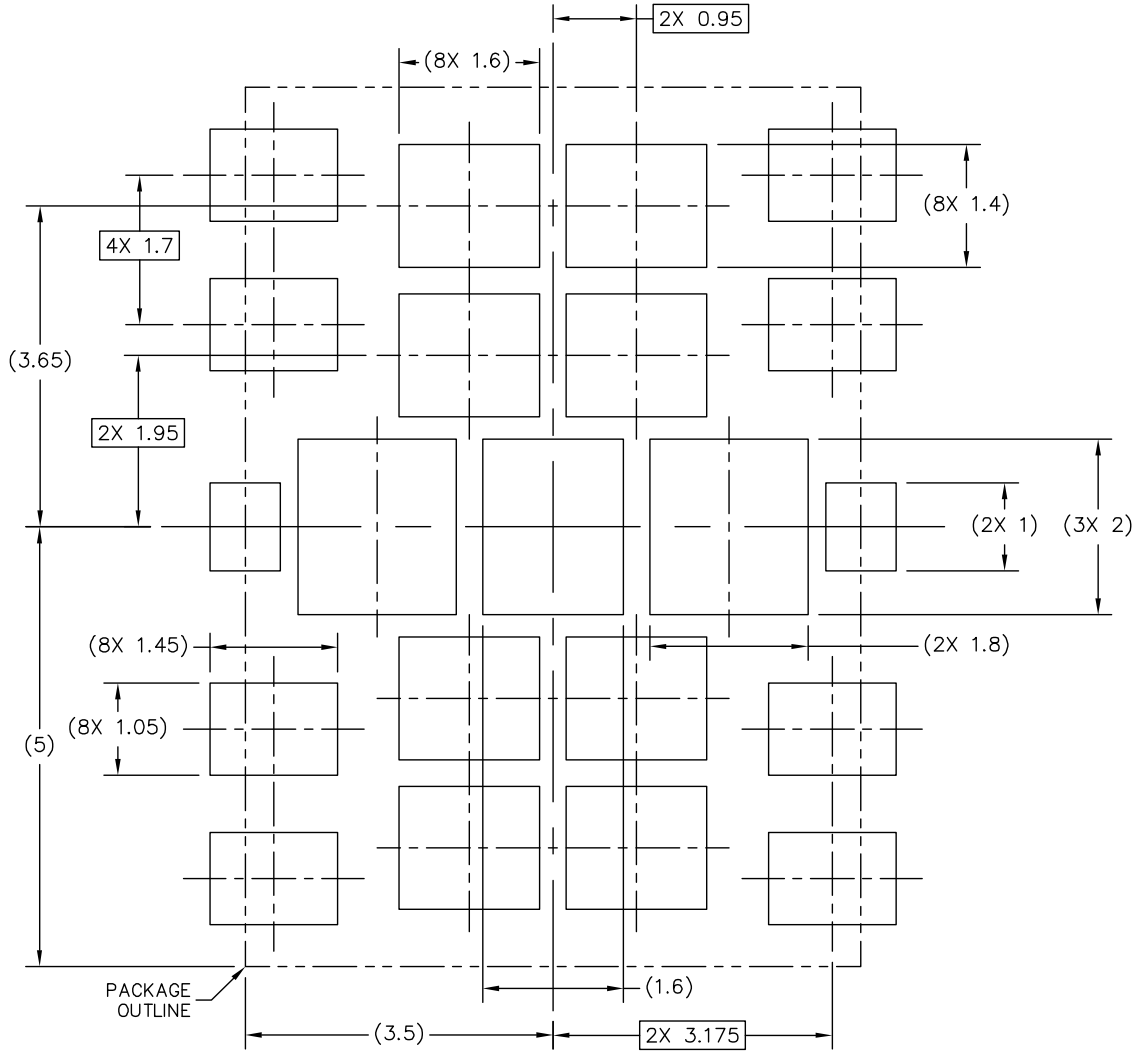 2X 0.95
(8X 1.6)
(8X 1.4)
4X 1.7
(3.65)
2X 1.95
(2X 1)
(3X 2)
(8X 1.45)
(2X 1.8)
(8X 1.05)
(5)
PACKAGE
OUTLINE
(1.6)
(3.5)
2X 3.175